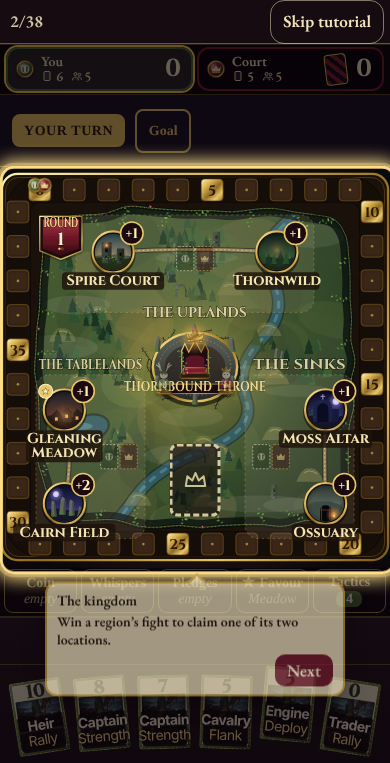 2/38
Skip tutorial
You
6
5
0
Court
5
5
0
YOUR TURN
Goal
5
10
ROUND
1
+1
+1
SPIRE COURT
THORNWILD
THE UPLANDS
35
THE TABLELANDS
THE SINKS
THORNBOUND THRONE
15
+1
+1
GLEANING
MEADOW
MOSS ALTAR
+2
+1
30
CAIRN FIELD
OSSUARY
25
20
Coin
Whispers
Pledges
Favour
Tactics
empty
empty
Meadow
4
The kingdom
Win a region's fight to claim one of its two
locations.
Next
10
8
7
5
0
Heir
Rally
Captain
Strength
Captain
Strength
Cavalry
Flank
Engine
Deploy
Trader
Rally